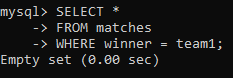 mysql> SELECT *
    -> FROM matches
    -> WHERE winner = team1;
Empty set (0.00 sec)